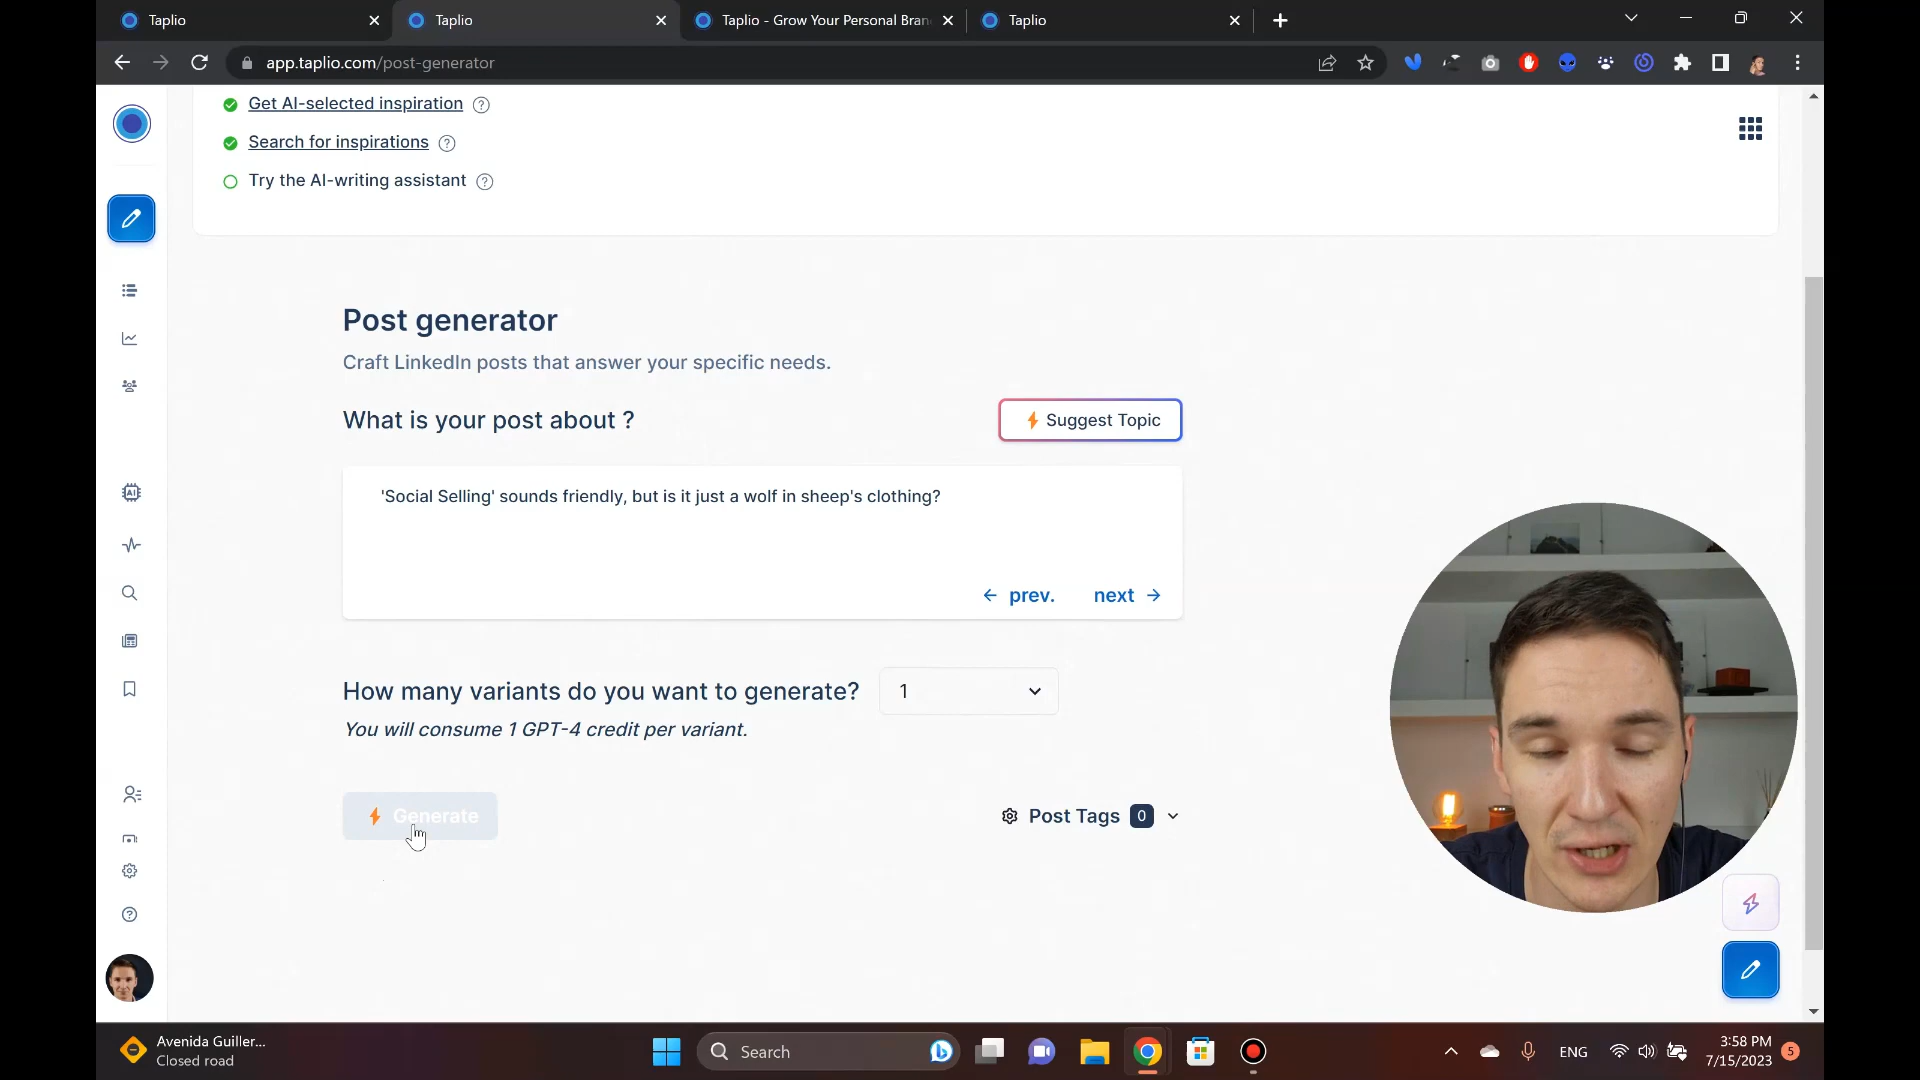 Taplio
Taplio
Taplio - Grow Your Personal Bran
Taplio
app.taplio.com/post-generator
Get AI-selected inspiration ?
Search for inspirations ?
Try the AI-writing assistant ?
Post generator
Craft LinkedIn posts that answer your specific needs.
What is your post about ?
Suggest Topic
'Social Selling' sounds friendly, but is it just a wolf in sheep's clothing?
← prev. next →
How many variants do you want to generate? 1
You will consume 1 GPT-4 credit per variant.
Generate
Post Tags 0
AI
Avenida Guiller...
Closed road
Search
ENG
3:58 PM
7/15/2023
5